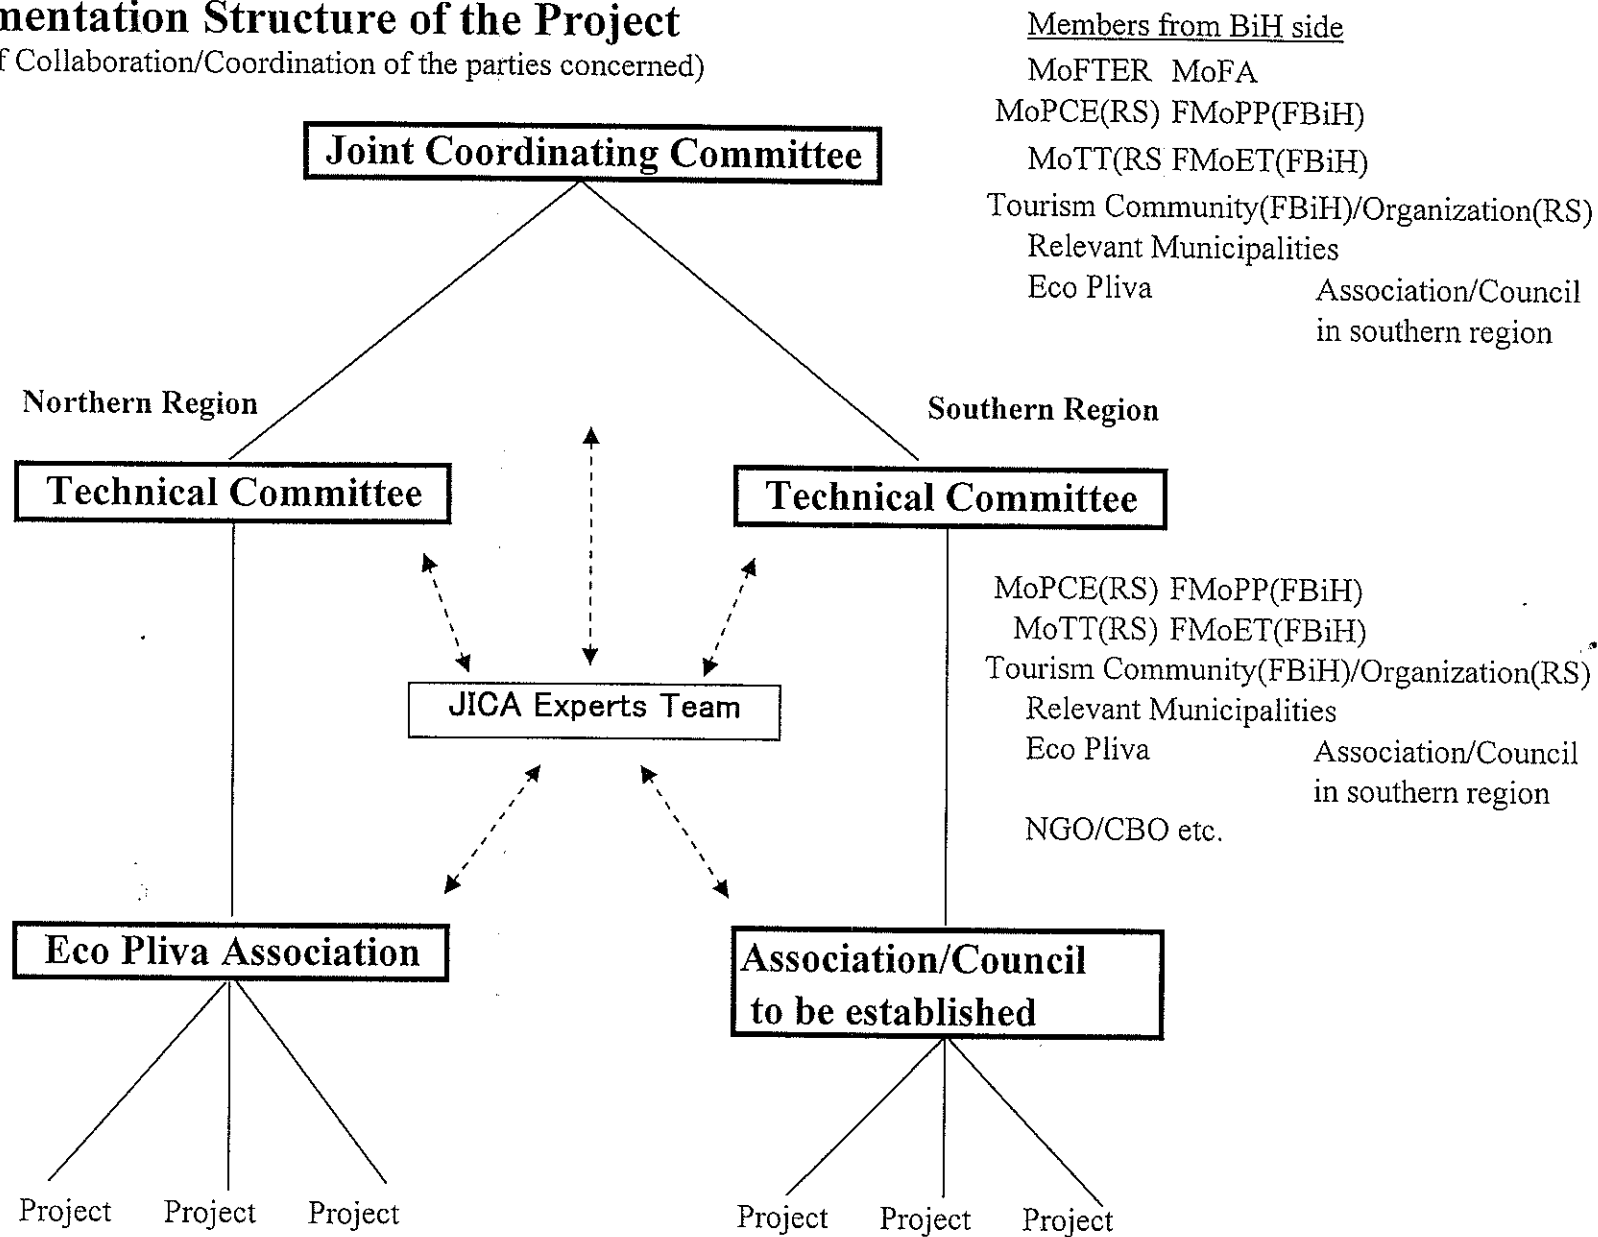 mentation Structure of the Project
f Collaboration/Coordination of the parties concerned)
Members from BiH side
MoFTER MoFA
MoPCE(RS) FMoPP(FBiH)
MoTT(RS FMoET(FBiH)
Tourism Community(FBiH)/Organization(RS)
Relevant Municipalities
Eco Pliva Association/Council
in southern region
Joint Coordinating Committee
Northern Region
Southern Region
Technical Committee
Technical Committee
MoPCE(RS) FMoPP(FBiH)
MoTT(RS) FMoET(FBiH)
Tourism Community(FBiH)/Organization(RS)
Relevant Municipalities
Eco Pliva Association/Council
in southern region
NGO/CBO etc.
JICA Experts Team
Eco Pliva Association
Association/Council
to be established
Project Project Project
Project Project Project